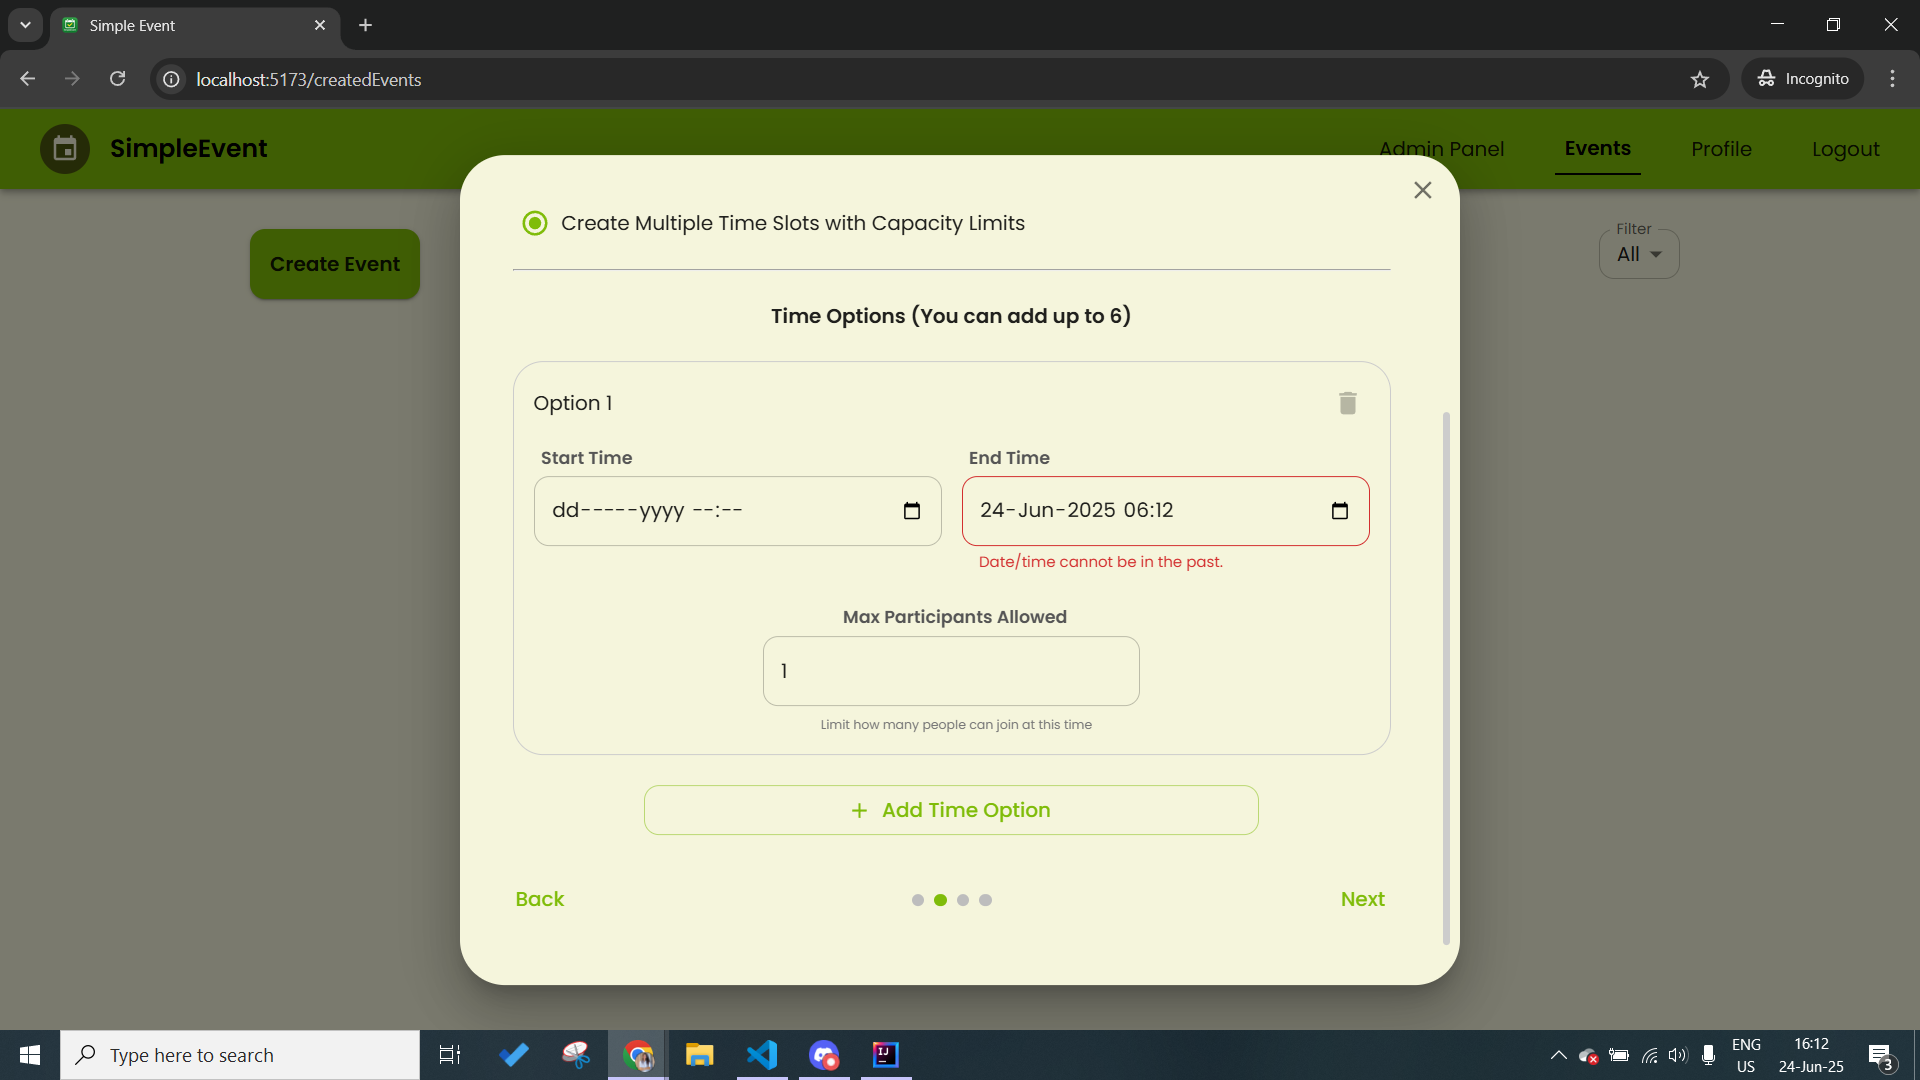 Simple Event
localhost:5173/createdEvents
Incognito
SimpleEvent
Admin Panel
Events
Profile
Logout
Create Event
Filter
All
Create Multiple Time Slots with Capacity Limits
Time Options (You can add up to 6)
Option 1
Start Time
End Time
dd-----yyyy --:--
24-Jun-2025 06:12
Date/time cannot be in the past.
Max Participants Allowed
1
Limit how many people can join at this time
+ Add Time Option
Back
Next
Type here to search
ENG
US
16:12
24-Jun-25
3